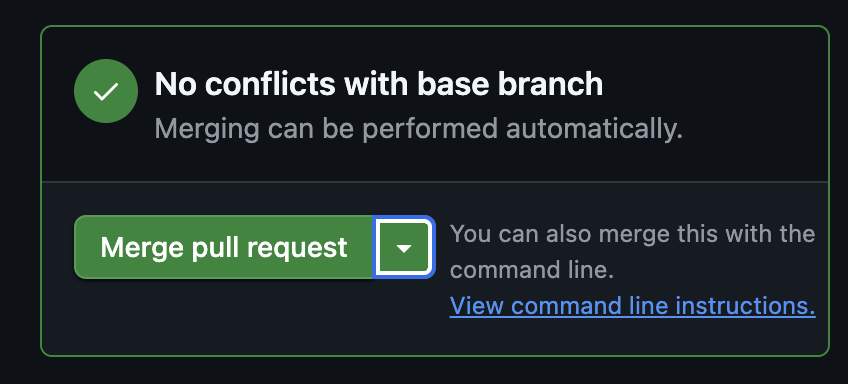 No conflicts with base branch
Merging can be performed automatically.
Merge pull request
You can also merge this with the
command line.
View command line instructions.